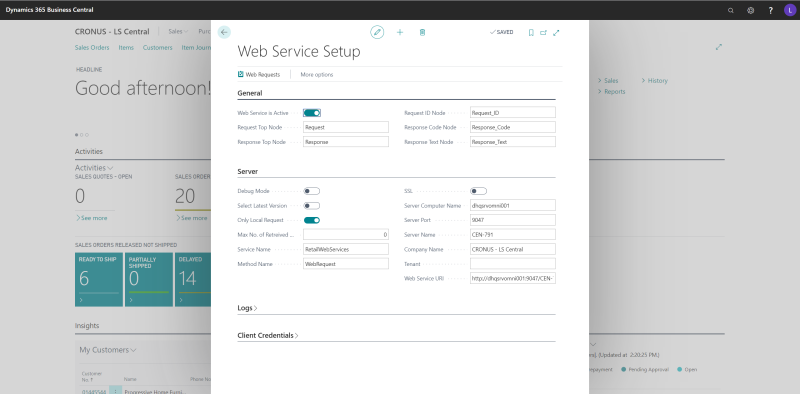 Dynamics 365 Business Central
?
L
CRONUS - LS Central
Sales
Purc
Sales Orders
Items
Customers
Item Journ
HEADLINE
Good afternoon!
Activities
SALES QUOTES - OPEN
SALES ORDER
0
20
See more
See more
SALES ORDERS RELEASED NOT SHIPPED
READY TO SHIP
PARTIALLY SHIPPED
DELAYED
6
0
14
Insights
My Customers
Customer No. ↑
Name
Phone No
01445544
Progressive Home Furns
SAVED
Web Service Setup
Web Requests
More options
General
Web Service is Active
Request Top Node
Request
Response Top Node
Response
Request ID Node
Request_ID
Response Code Node
Response_Code
Response Text Node
Response_Text
Server
Debug Mode
Select Latest Version
Only Local Request
Max No. of Retreived ...
0
Service Name
RetailWebServices
Method Name
WebRequest
SSL
Server Computer Name
dhqsrvomni001
Server Port
9047
Server Name
CEN-791
Company Name
CRONUS - LS Central
Tenant
Web Service URI
http://dhqsrvomni001:9047/CEN-
Logs
Client Credentials
Sales
History
Reports
(Updated at 2:20:25 PM.)
repayment
Pending Approval
Open